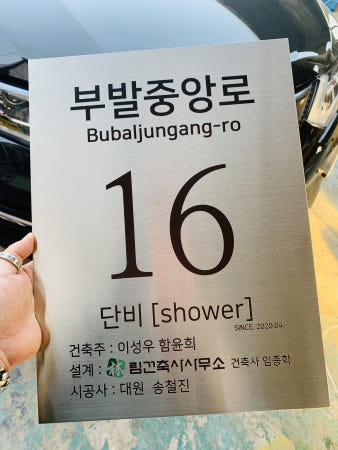 부발중앙로
Bubaljungang-ro
16
단비 [shower]
SINCE. 2020.04.
건축주 : 이성우 함윤희
설계 : 林 림건축사사무소 건축사 임종학
시공사 : 대원 송철진